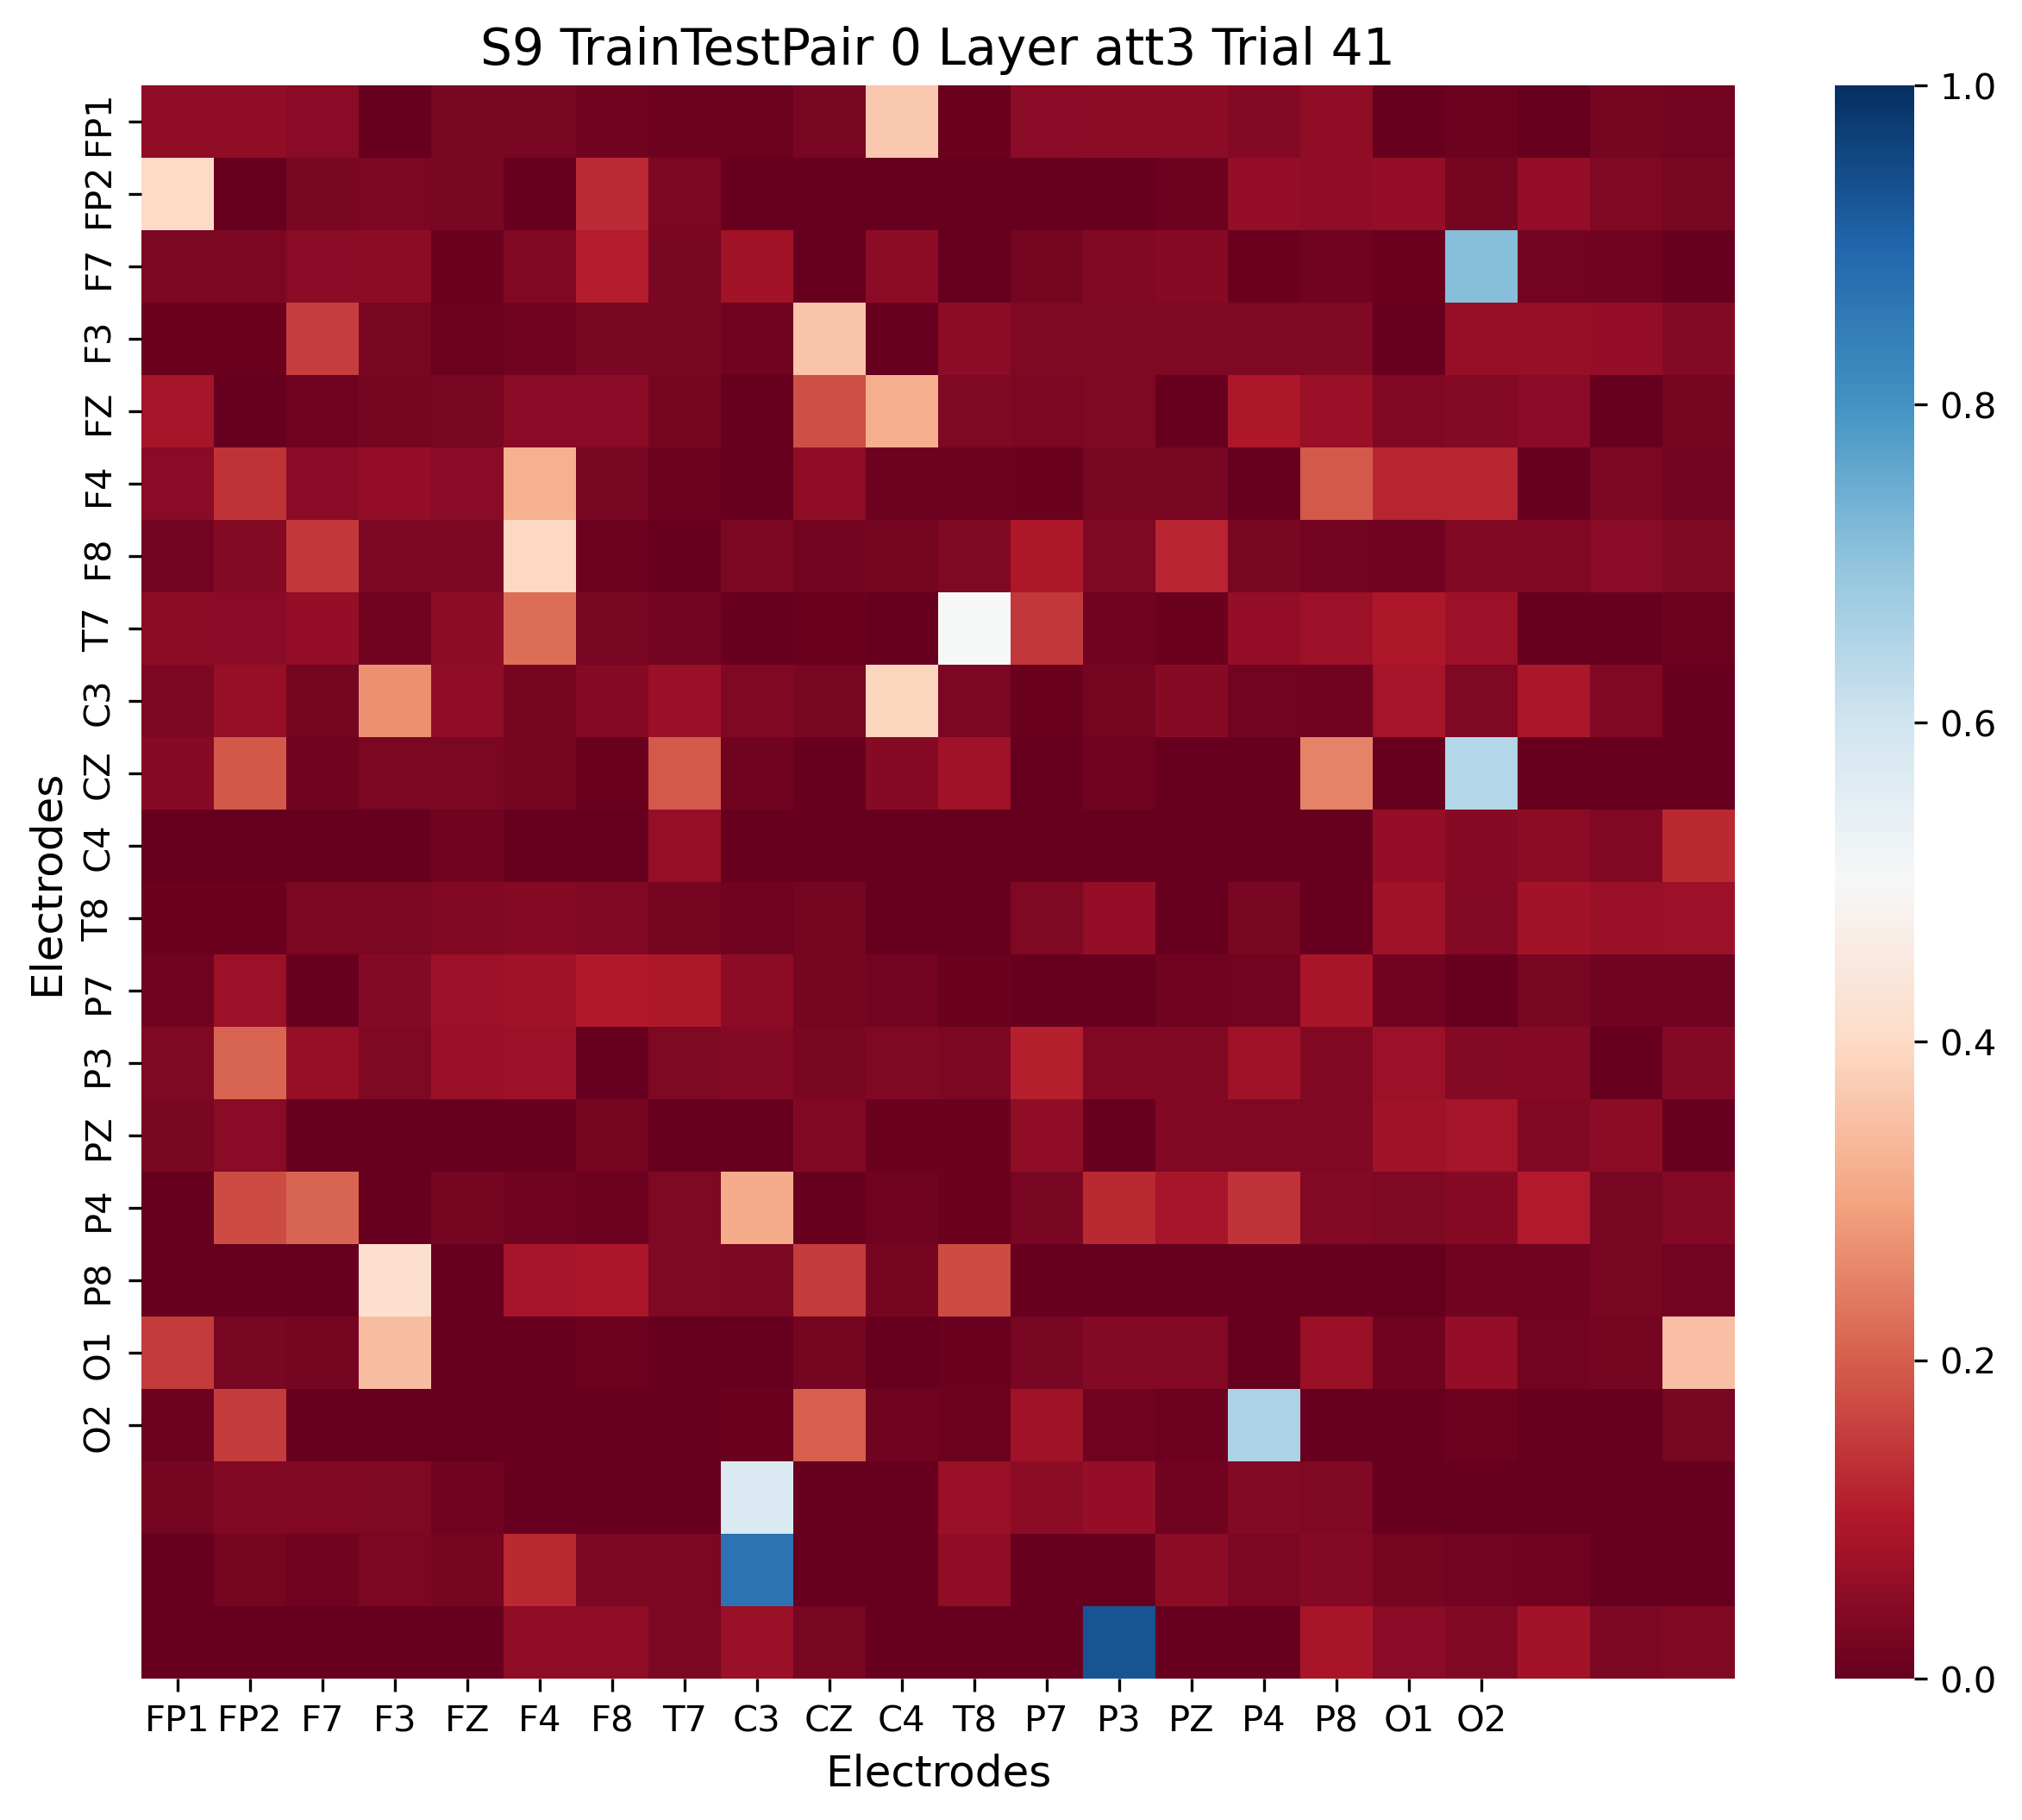 S9 TrainTestPair 0 Layer att3 Trial 41
Electrodes
FP1
FP2
F7
F3
FZ
F4
F8
T7
C3
CZ
C4
T8
P7
P3
PZ
P4
P8
O1
O2
FP1 FP2 F7 F3 FZ F4 F8 T7 C3 CZ C4 T8 P7 P3 PZ P4 P8 O1 O2
Electrodes
1.0
0.8
0.6
0.4
0.2
0.0